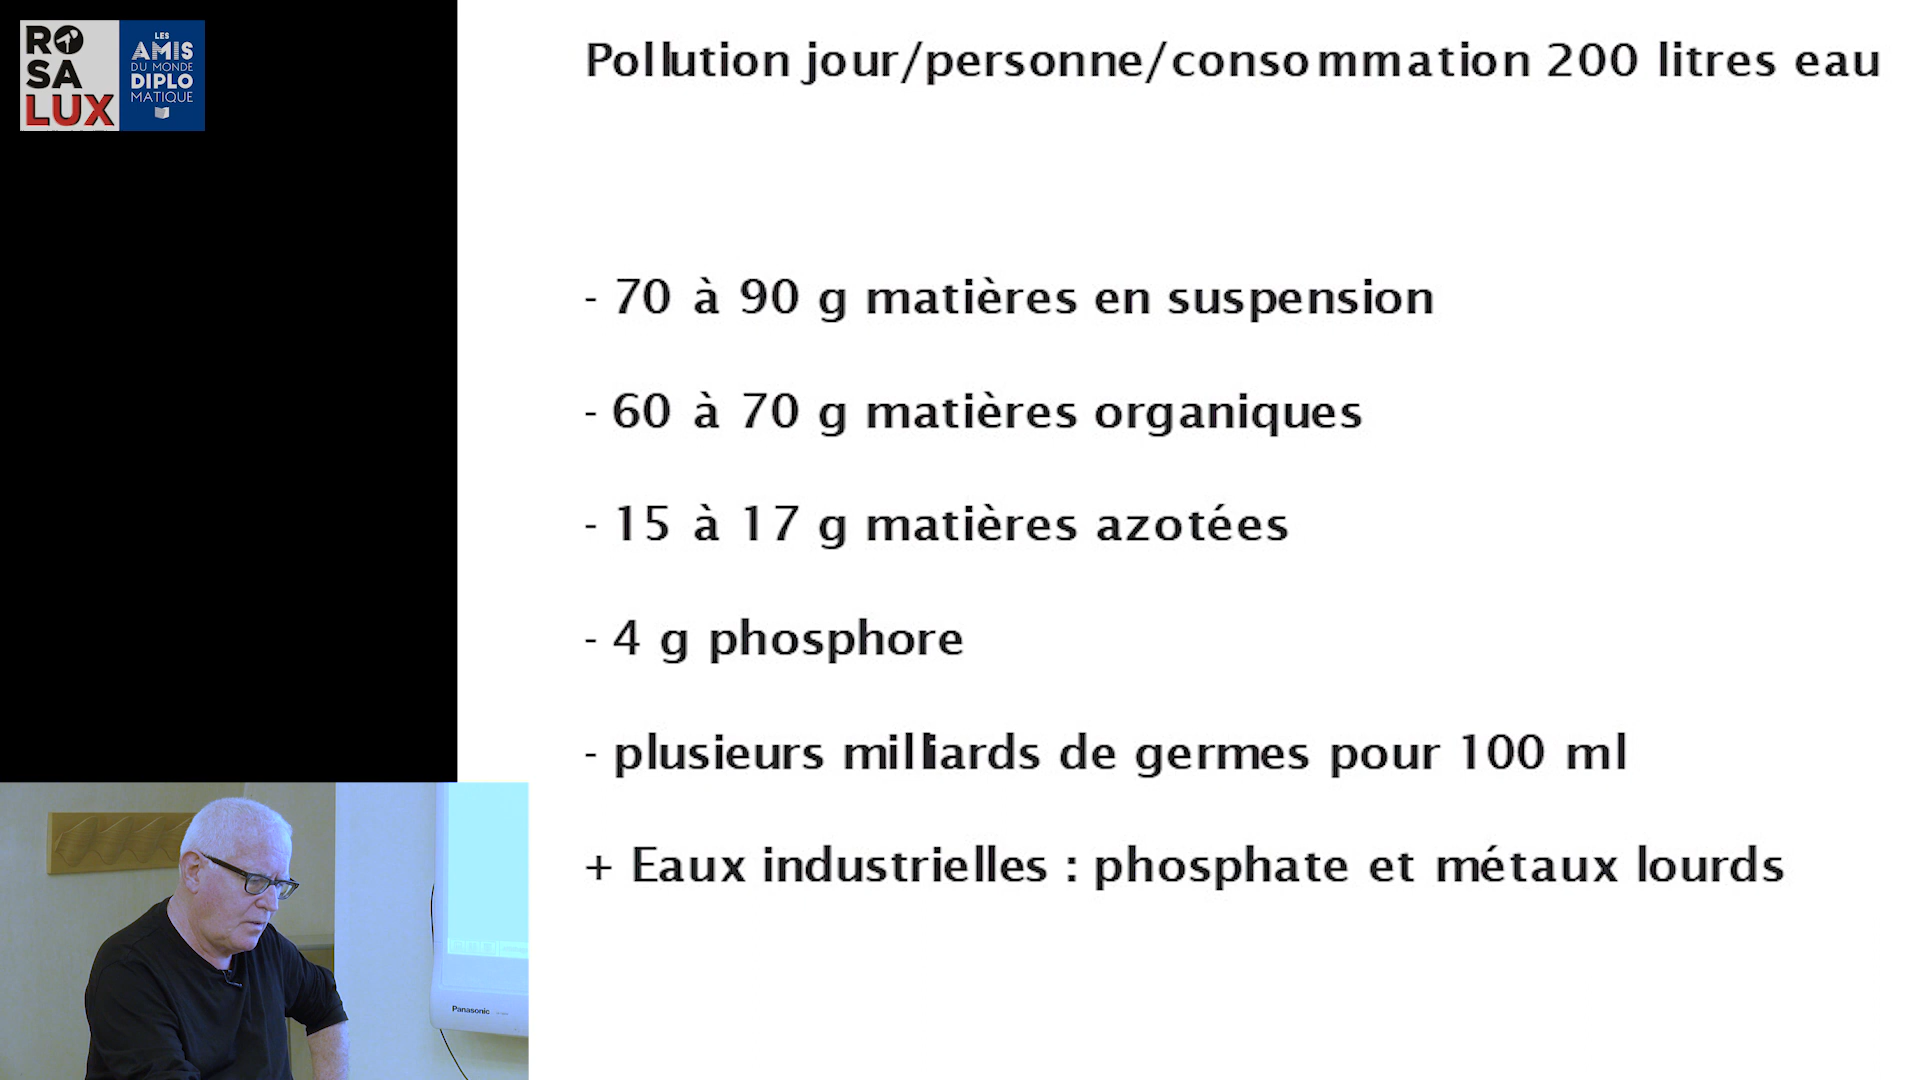 ROSA
LUX
LES
AMIS
DU MONDE
DIPLO
MATIQUE
Pollution jour/personne/consommation 200 litres eau
- 70 à 90 g matières en suspension
- 60 à 70 g matières organiques
- 15 à 17 g matières azotées
- 4 g phosphore
- plusieurs milliards de germes pour 100 ml
+ Eaux industrielles : phosphate et métaux lourds
Panasonic